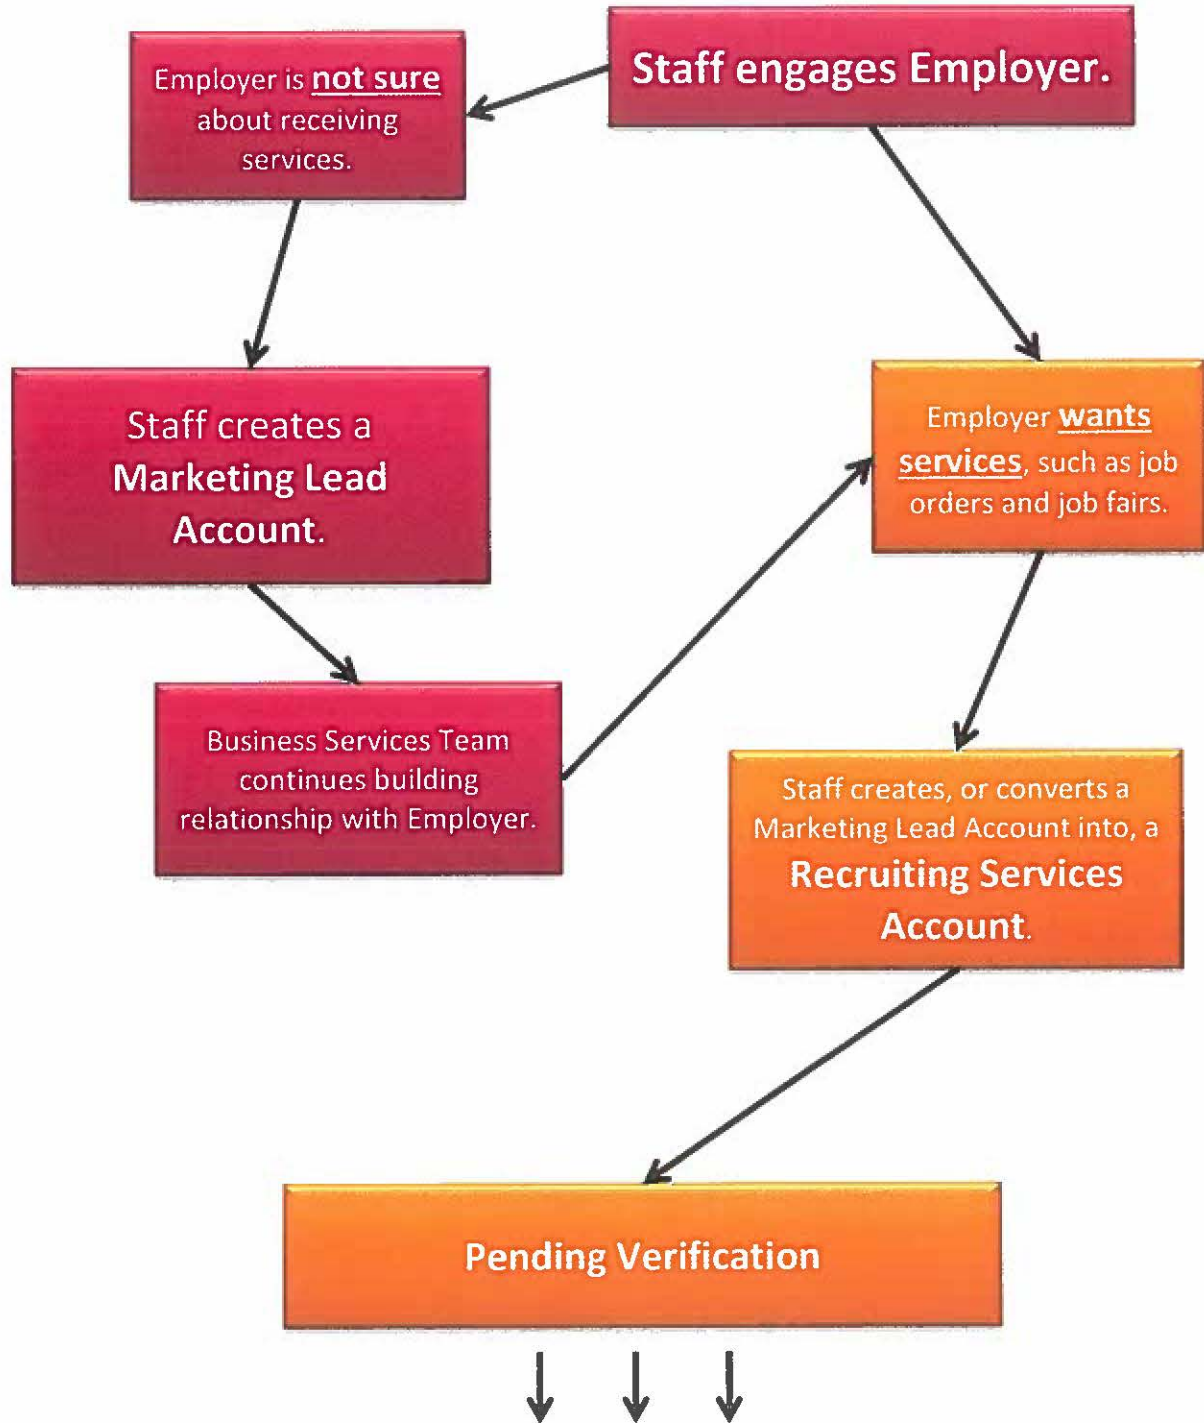 Staff engages Employer.
Employer is not sure
about receiving
services.
Staff creates a
Marketing Lead
Account.
Business Services Team
continues building
relationship with Employer.
Employer wants
services, such as job
orders and job fairs.
Staff creates, or converts a
Marketing Lead Account into, a
Recruiting Services
Account.
Pending Verification